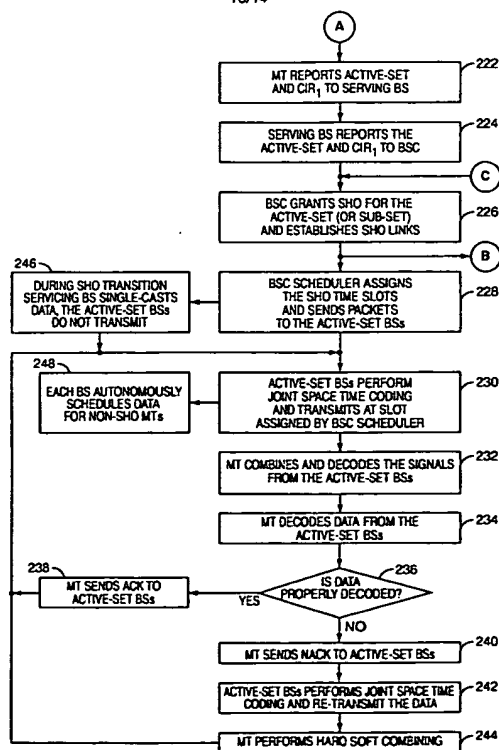 A
222
MT REPORTS ACTIVE-SET
AND CIR1 TO SERVING BS
224
SERVING BS REPORTS THE
ACTIVE-SET AND CIR1 TO BSC
C
226
BSC GRANTS SHO FOR THE
ACTIVE-SET (OR SUB-SET)
AND ESTABLISHES SHO LINKS
B
246
DURING SHO TRANSITION
SERVICING BS SINGLE-CASTS
DATA, THE ACTIVE-SET BSs
DO NOT TRANSMIT
228
BSC SCHEDULER ASSIGNS
THE SHO TIME SLOTS
AND SENDS PACKETS
TO THE ACTIVE-SET BSs
248
EACH BS AUTONOMOUSLY
SCHEDULES DATA
FOR NON-SHO MTs
230
ACTIVE-SET BSs PERFORM
JOINT SPACE TIME CODING
AND TRANSMITS AT SLOT
ASSIGNED BY BSC SCHEDULER
232
MT COMBINES AND DECODES THE SIGNALS
FROM THE ACTIVE-SET BSs
234
MT DECODES DATA FROM THE
ACTIVE-SET BSs
236
IS DATA
PROPERLY DECODED?
238
MT SENDS ACK TO
ACTIVE-SET BSs
YES
NO
240
MT SENDS NACK TO ACTIVE-SET BSs
242
ACTIVE-SET BSs PERFORMS JOINT SPACE TIME
CODING AND RE-TRANSMIT THE DATA
244
MT PERFORMS HARQ SOFT COMBINING